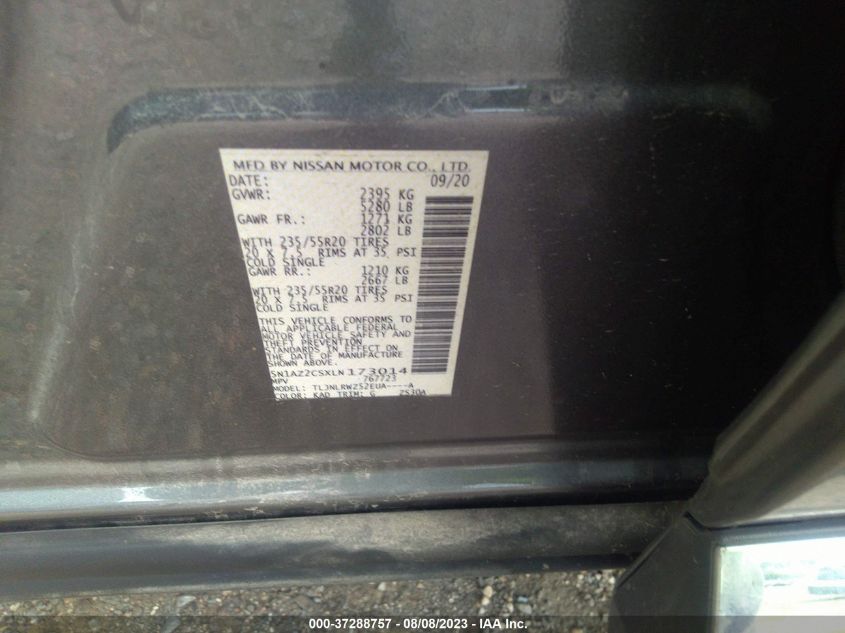 MFD BY NISSAN MOTOR CO., LTD.
DATE: 09/20
GVWR: 2395 KG
5280 LB
GAWR FR.: 1271 KG
2802 LB
WITH 235/55R20 TIRES
20 X 7.5 RIMS AT 35 PSI
COLD SINGLE
GAWR RR.: 1210 KG
2667 LB
WITH 235/55R20 TIRES
20 X 7.5 RIMS AT 35 PSI
COLD SINGLE
THIS VEHICLE CONFORMS TO
ALL APPLICABLE FEDERAL
MOTOR VEHICLE SAFETY AND
THEFT PREVENTION
STANDARDS IN EFFECT ON
THE DATE OF MANUFACTURE
SHOWN ABOVE.
5N1AZ2CSXLN173014
MPV 767723
MODEL: TLJNLRWZ52EUA----A
COLOR: KAD TRIM: G ZS30A
000-37288757 - 08/08/2023 - IAA Inc.